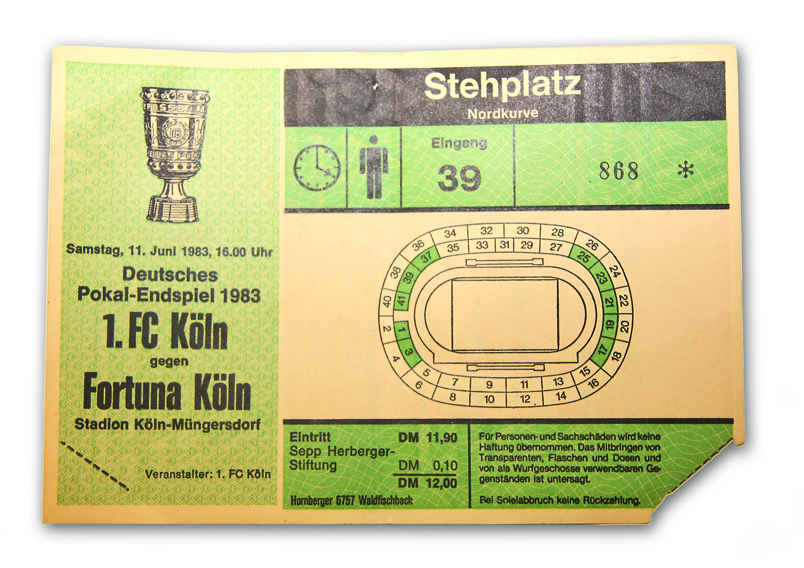 Samstag, 11. Juni 1983, 16.00 Uhr
Deutsches
Pokal-Endspiel 1983
1. FC Köln
gegen
Fortuna Köln
Stadion Köln-Müngersdorf
Veranstalter: 1. FC Köln
Stehplatz
Nordkurve
Eingang
39
868 *
36 34 32 30 28 26
38 37 35 33 31 29 27 25 24
40 39 41 23 21 22
2 1 3 19 17 20
4 5 7 9 11 13 15 18
6 8 10 12 14 16
Eintritt DM 11,90
Sepp Herberger-
Stiftung DM 0,10
DM 12,00
Hornberger 6757 Waldfischbach
Für Personen- und Sachschäden wird keine
Haftung übernommen. Das Mitbringen von
Transparenten, Flaschen und Dosen und
von als Wurfgeschosse verwendbaren Ge-
genständen ist untersagt.
Bei Spielabbruch keine Rückzahlung.